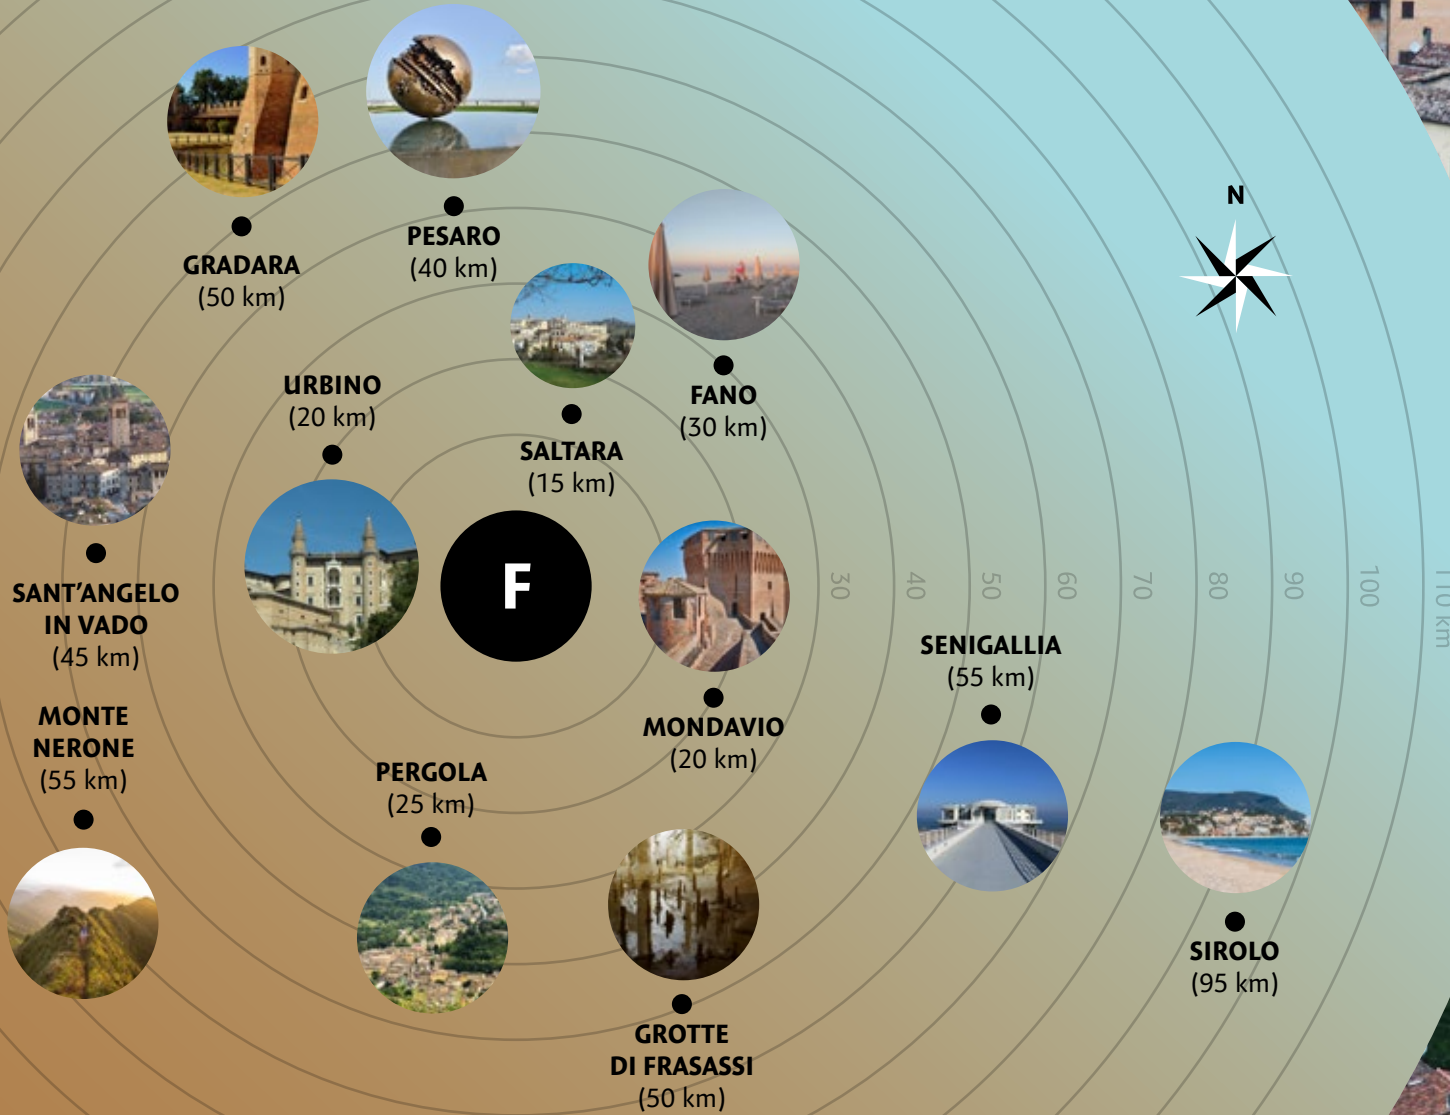 N
PESARO
(40 km)
GRADARA
(50 km)
URBINO
(20 km)
FANO
(30 km)
SALTARA
(15 km)
F
SANT'ANGELO
IN VADO
(45 km)
30
40
50
60
70
80
90
100
110 km
SENIGALLIA
(55 km)
MONTE
NERONE
(55 km)
MONDAVIO
(20 km)
PERGOLA
(25 km)
SIROLO
(95 km)
GROTTE
DI FRASASSI
(50 km)